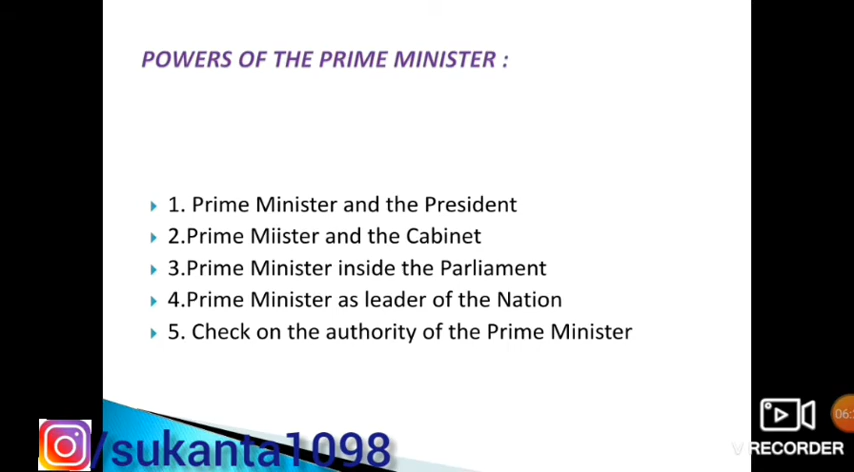 POWERS OF THE PRIME MINISTER :
1. Prime Minister and the President
2.Prime Miister and the Cabinet
3.Prime Minister inside the Parliament
4.Prime Minister as leader of the Nation
5. Check on the authority of the Prime Minister
/sukanta1098
V RECORDER